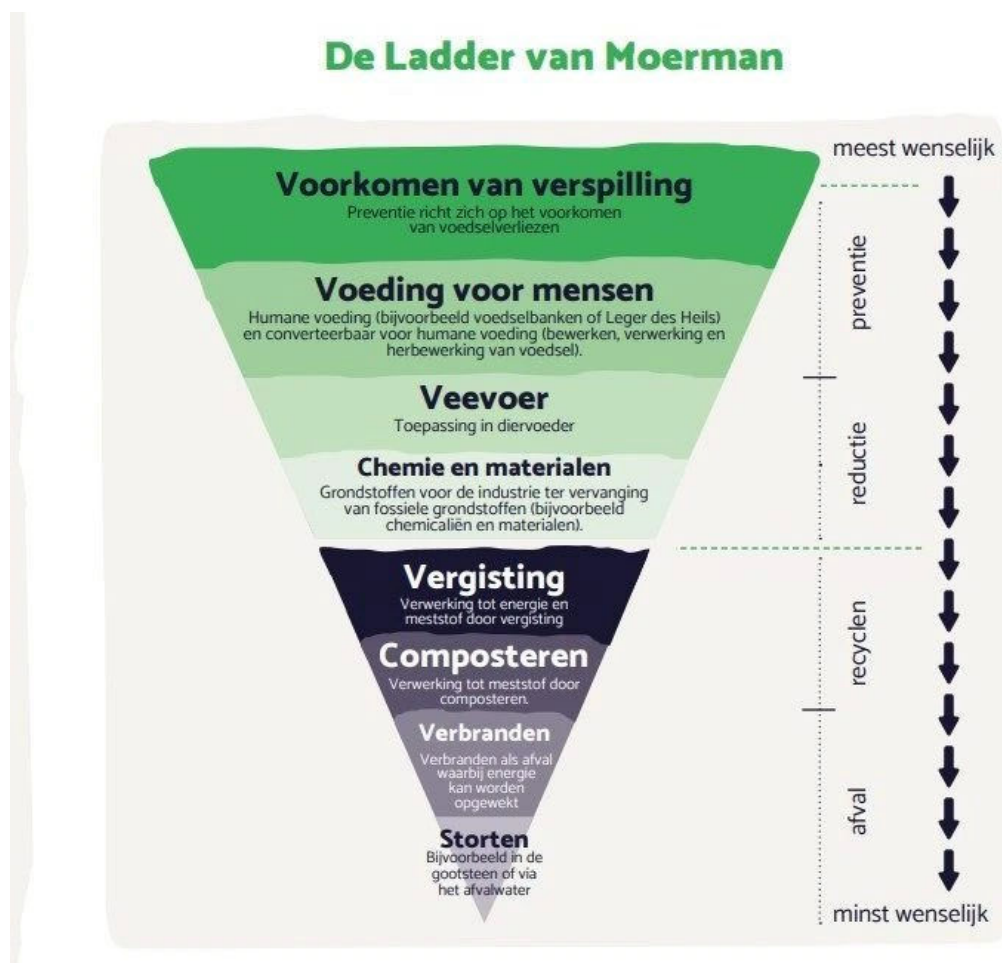 De Ladder van Moerman
meest wenselijk
Voorkomen van verspilling
Preventie richt zich op het voorkomen
van voedselverliezen
Voeding voor mensen
Humane voeding (bijvoorbeeld voedselbanken of Leger des Heils)
en converteerbaar voor humane voeding (bewerken, verwerking en
herbewerking van voedsel).
preventie
Veevoer
Toepassing in diervoeder
Chemie en materialen
Grondstoffen voor de industrie ter vervanging
van fossiele grondstoffen (bijvoorbeeld
chemicaliën en materialen).
reductie
Vergisting
Verwerking tot energie en
meststof door vergisting
Composteren
Verwerking tot meststof door
composteren.
recyclen
Verbranden
Verbranden als afval
waarbij energie
kan worden
opgewekt
Storten
Bijvoorbeeld in de
gootsteen of via
het afvalwater
afval
minst wenselijk